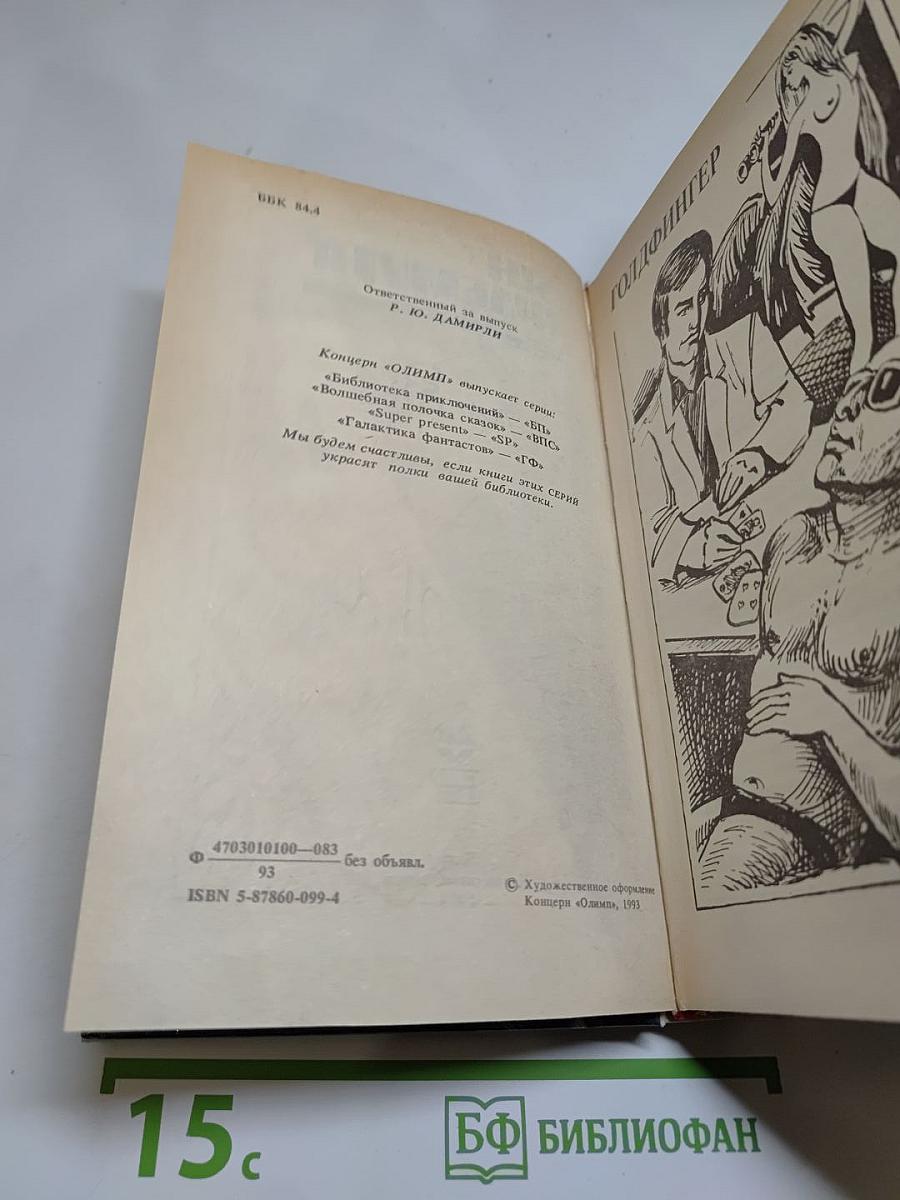 ББК 84.4
Ответственный за выпуск
Р. Ю. ДАМИРЛИ
Концерн «ОЛИМП» выпускает серии:
«Библиотека приключений» — «БП»
«Волшебная полочка сказок» — «ВПС»
«Super present» — «SP»
«Галактика фантастов» — «ГФ»
Мы будем счастливы, если книги этих СЕРИЙ
украсят полки вашей библиотеки.
Ф 4703010100—083 без объявл.
93
ISBN 5-87860-099-4
© Художественное оформление
Концерн «Олимп», 1993
ГОЛДФИНГЕР
15 с
БФ БИБЛИОФАН